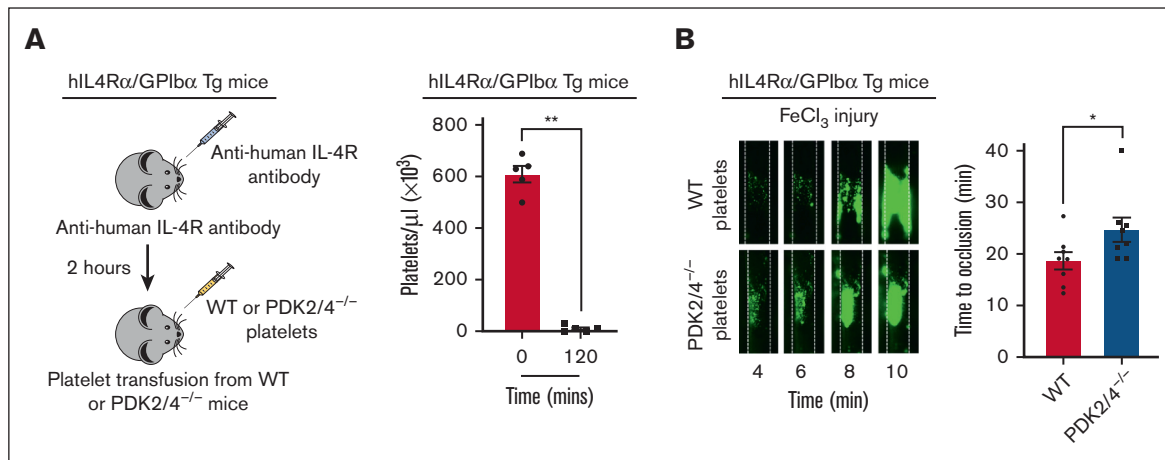 A
hIL4Rα/GPIbα Tg mice
Anti-human IL-4R
antibody
Anti-human IL-4R antibody
2 hours
WT or PDK2/4⁻/⁻
platelets
Platelet transfusion from WT
or PDK2/4⁻/⁻ mice
hIL4Rα/GPIbα Tg mice
**
Platelets/μl (×10³)
800
600
400
200
0
0 120
Time (mins)
B
hIL4Rα/GPIbα Tg mice
FeCl₃ injury
WT
platelets
PDK2/4⁻/⁻
platelets
4 6 8 10
Time (min)
*
Time to occlusion (min)
40
30
20
10
0
WT
PDK2/4⁻/⁻